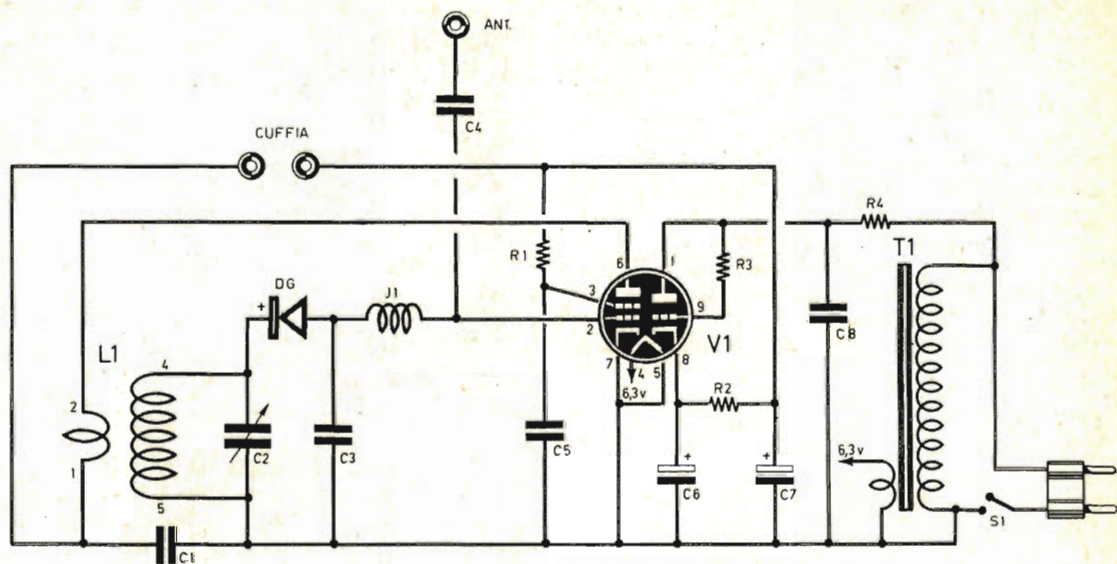 ANT.
C4
CUFFIA
R4
R1
6
1
R3
T1
DG
J1
3
9
2
V1
C8
L1
4
7
4
5
8
6,3v
R2
2
C2
C3
C5
+
C6
+
C7
6,3v
1
5
S1
C1
+